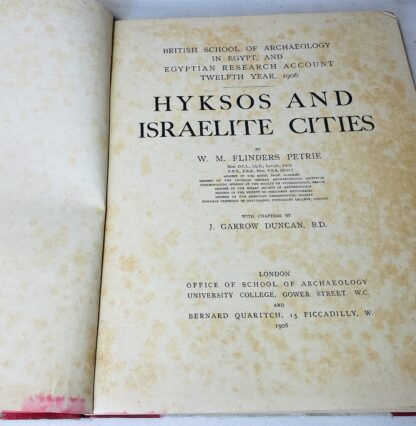 BRITISH SCHOOL OF ARCHAEOLOGY
IN EGYPT, AND
EGYPTIAN RESEARCH ACCOUNT
TWELFTH YEAR, 1906
HYKSOS AND
ISRAELITE CITIES
BY
W. M. FLINDERS PETRIE
WITH CHAPTERS BY
J. GARROW DUNCAN, B.D.
LONDON
OFFICE OF SCHOOL OF ARCHAEOLOGY
UNIVERSITY COLLEGE, GOWER STREET, W.C.
AND
BERNARD QUARITCH, 15 PICCADILLY, W.
1906